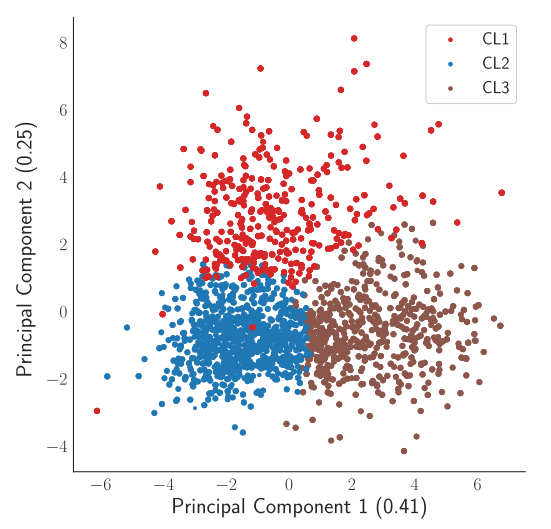 8
6
4
2
0
−2
−4
−6 −4 −2 0 2 4 6
Principal Component 1 (0.41)
Principal Component 2 (0.25)
CL1
CL2
CL3